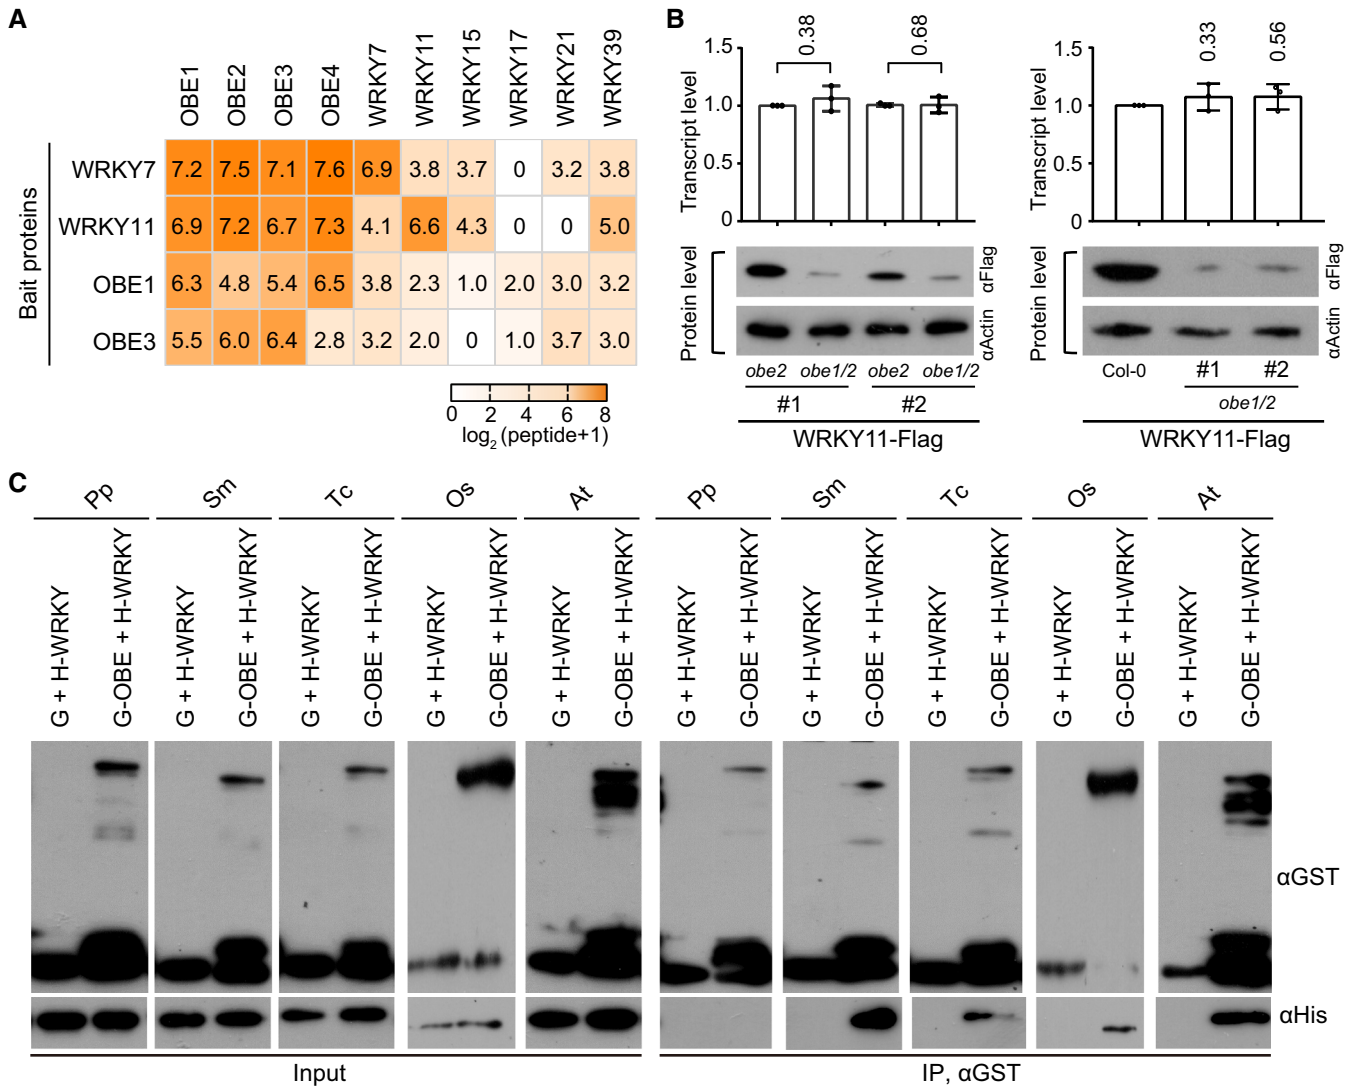 A
OBE1 OBE2 OBE3 OBE4 WRKY7 WRKY11 WRKY15 WRKY17 WRKY21 WRKY39
Bait proteins
WRKY7 7.2 7.5 7.1 7.6 6.9 3.8 3.7 0 3.2 3.8
WRKY11 6.9 7.2 6.7 7.3 4.1 6.6 4.3 0 0 5.0
OBE1 6.3 4.8 5.4 6.5 3.8 2.3 1.0 2.0 3.0 3.2
OBE3 5.5 6.0 6.4 2.8 3.2 2.0 0 1.0 3.7 3.0
0 2 4 6 8
log2 (peptide+1)
B
Transcript level
1.5
1.0
0.5
0
0.38 0.68
Protein level
αFlag
αActin
obe2 obe1/2 obe2 obe1/2
#1 #2
WRKY11-Flag
Transcript level
1.5
1.0
0.5
0
0.33 0.56
Protein level
αFlag
αActin
Col-0 #1 #2
obe1/2
WRKY11-Flag
C
Pp Sm Tc Os At Pp Sm Tc Os At
G + H-WRKY
G-OBE + H-WRKY
G + H-WRKY
G-OBE + H-WRKY
G + H-WRKY
G-OBE + H-WRKY
G + H-WRKY
G-OBE + H-WRKY
G + H-WRKY
G-OBE + H-WRKY
G + H-WRKY
G-OBE + H-WRKY
G + H-WRKY
G-OBE + H-WRKY
G + H-WRKY
G-OBE + H-WRKY
G + H-WRKY
G-OBE + H-WRKY
G + H-WRKY
G-OBE + H-WRKY
αGST
αHis
Input IP, αGST